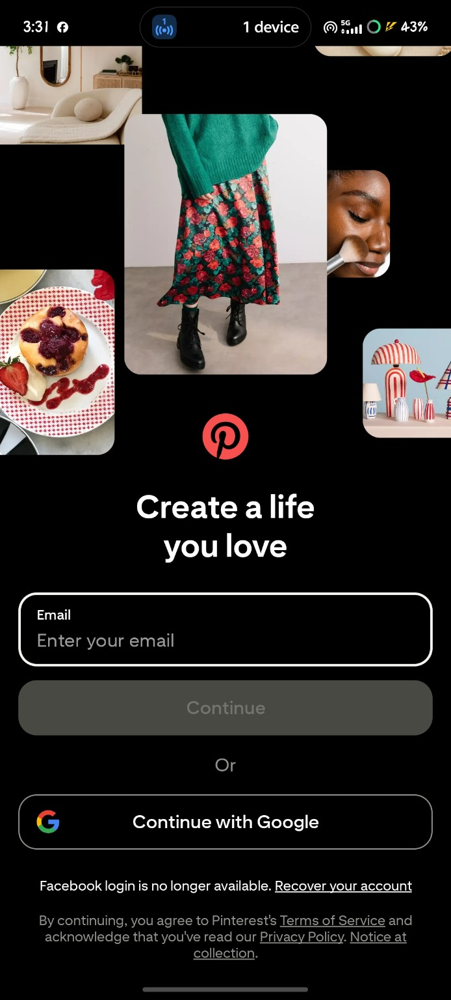 3:31
1
1 device
5G
43%
Create a life
you love
Email
Enter your email
Continue
Or
Continue with Google
Facebook login is no longer available. Recover your account
By continuing, you agree to Pinterest's Terms of Service and
acknowledge that you've read our Privacy Policy. Notice at
collection.